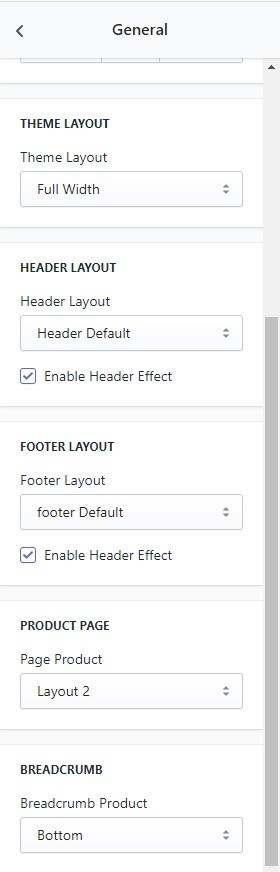 General
THEME LAYOUT
Theme Layout
Full Width
HEADER LAYOUT
Header Layout
Header Default
Enable Header Effect
FOOTER LAYOUT
Footer Layout
footer Default
Enable Header Effect
PRODUCT PAGE
Page Product
Layout 2
BREADCRUMB
Breadcrumb Product
Bottom